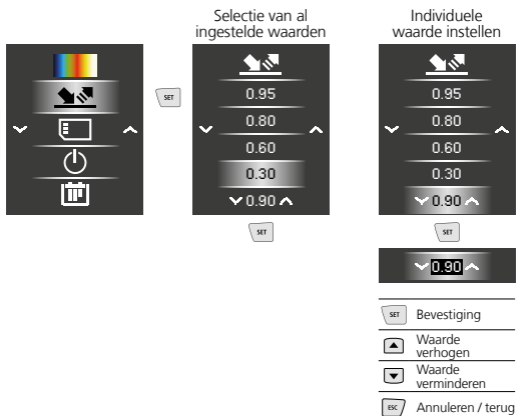 Selectie van al
ingestelde waarden
Individuele
waarde instellen
SET
0.95
0.80
0.60
0.30
0.90
SET
0.95
0.80
0.60
0.30
0.90
SET
0.90
SET Bevestiging
Waarde
verhogen
Waarde
verminderen
ESC Annuleren / terug